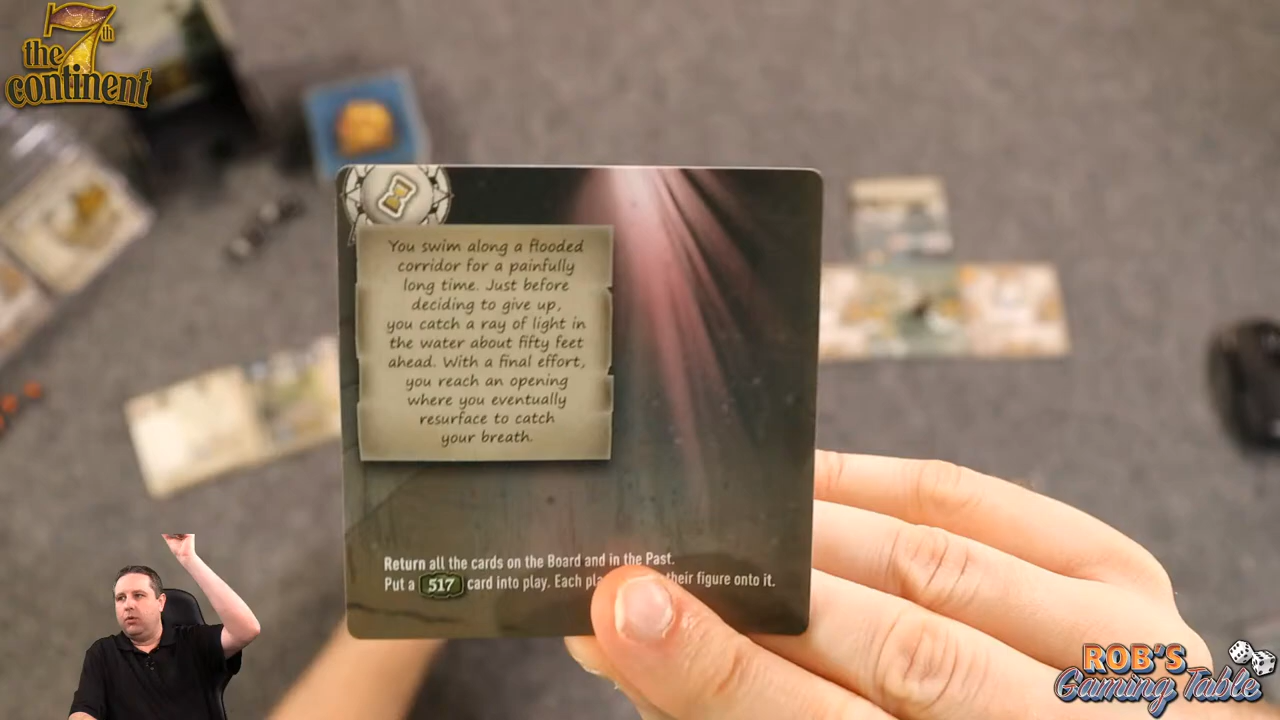 the 7th
continent
You swim along a flooded
corridor for a painfully
long time. Just before
deciding to give up,
you catch a ray of light in
the water about fifty feet
ahead. With a final effort,
you reach an opening
where you eventually
resurface to catch
your breath.
Return all the cards on the Board and in the Past.
Put a 517 card into play. Each their figure onto it.
ROB'S
Gaming Table